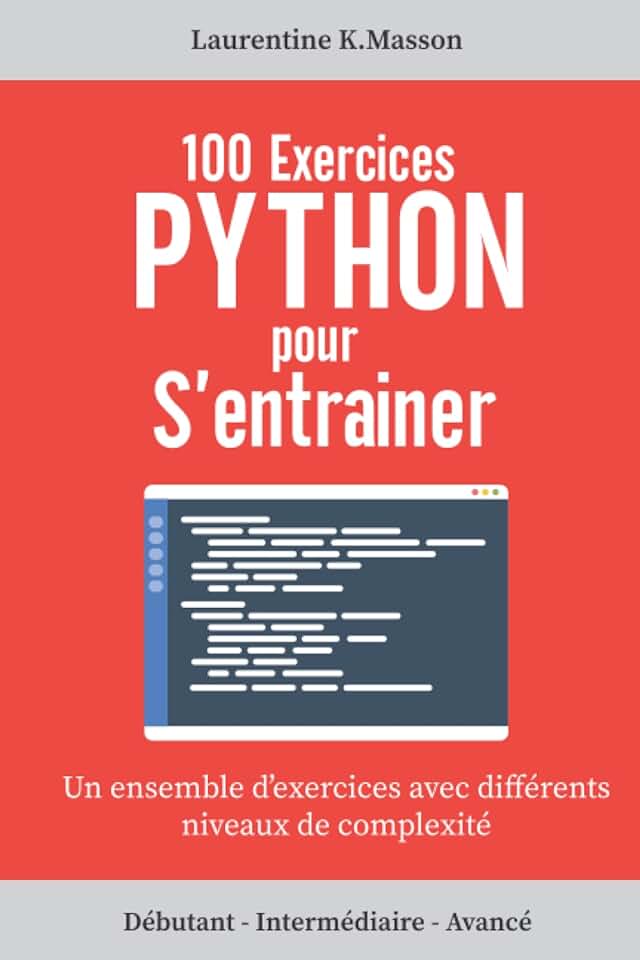 Laurentine K.Masson
100 Exercices
PYTHON
pour
S'entrainer
Un ensemble d'exercices avec différents
niveaux de complexité
Débutant - Intermédiaire - Avancé